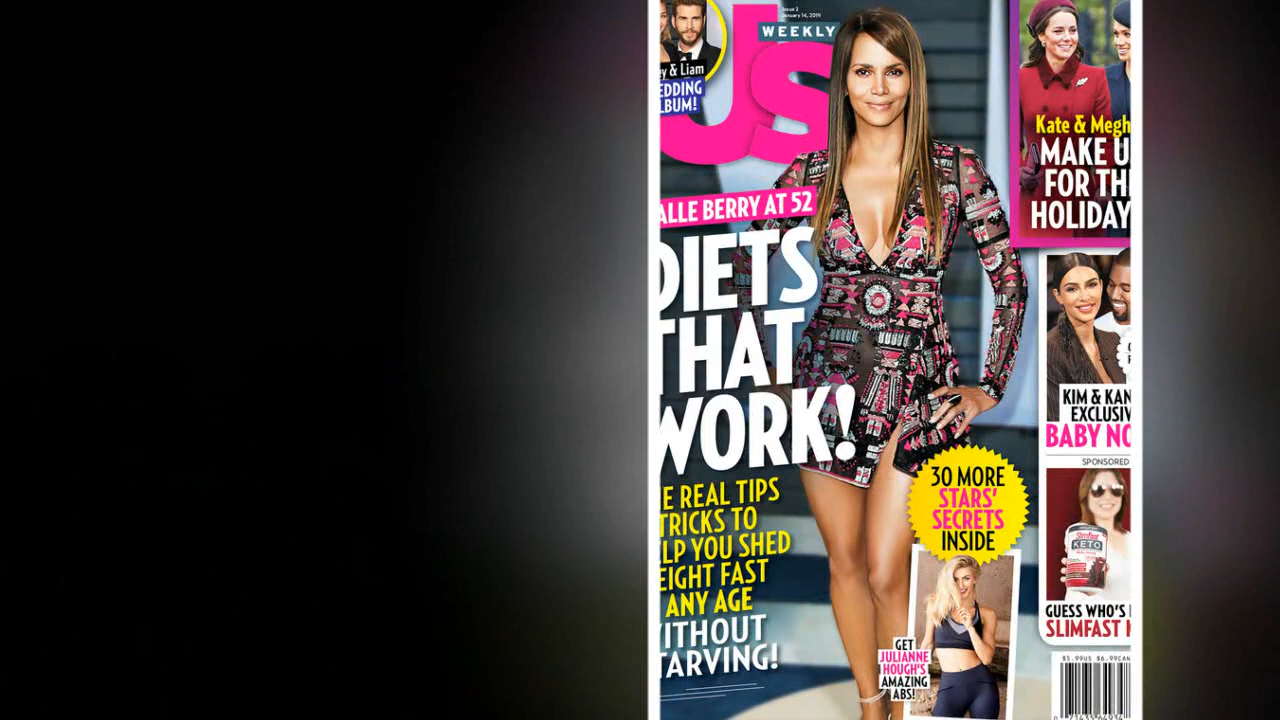 Issue 2
January 14, 2019
WEEKLY
Us
ey & Liam
EDDING
LBUM!
ALLE BERRY AT 52
DIETS
THAT
WORK!
E REAL TIPS
TRICKS TO
LP YOU SHED
EIGHT FAST
ANY AGE
ITHOUT
TARVING!
30 MORE
STARS'
SECRETS
INSIDE
GET
JULIANNE
HOUGH'S
AMAZING
ABS!
Kate & Megh
MAKE U
FOR TH
HOLIDAY
KIM & KAN
EXCLUSIV
BABY NO
SPONSORED
SlimFast
KETO
GUESS WHO'S
SLIMFAST
$5.99US $6.99CAN